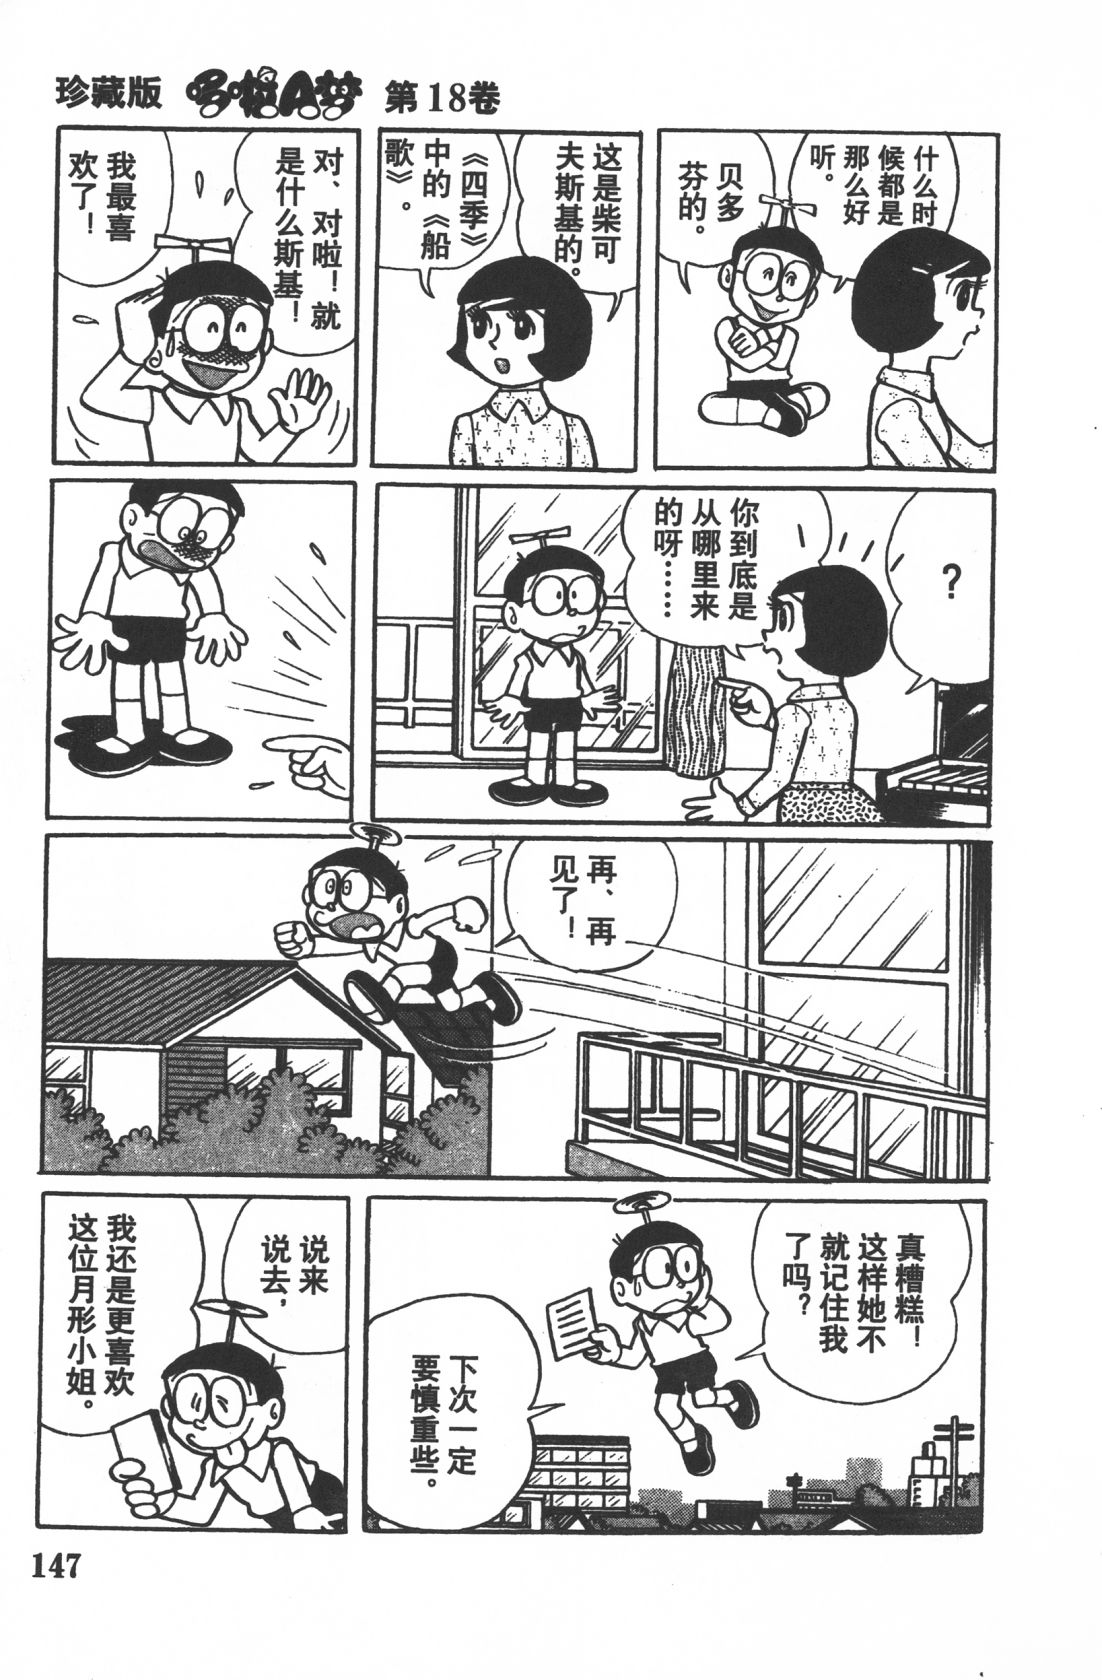 珍藏版 哆啦A梦 第18卷
什么时
候都是
那么好
听。
贝多
芬的。
这是柴可
夫斯基的。
《四季》
中的《船
歌》。
对、对啦！就
是什么斯基！
我最喜
欢了！
？
你到底是
从哪里来
的呀……
再、再
见了！
真糟糕！
这样她不
就记住我
了吗？
下次一定
要慎重些。
说来
说去，
我还是更喜欢
这位月形小姐。
147